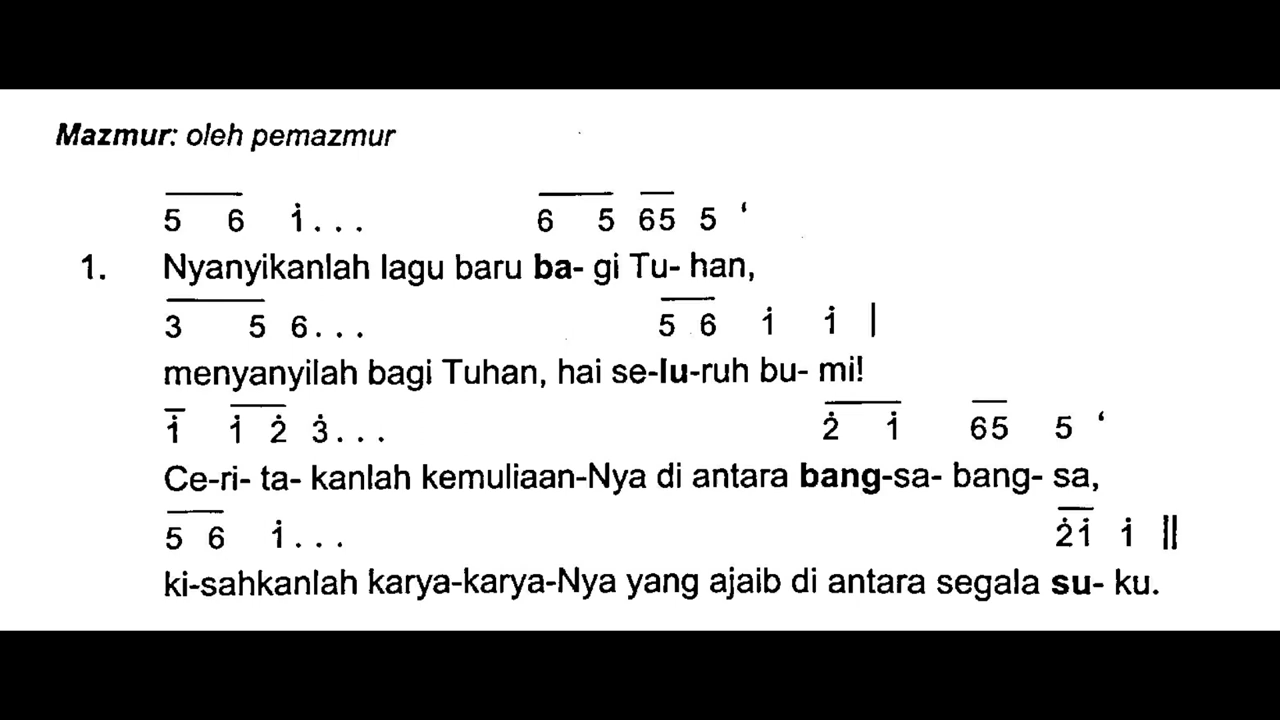 Mazmur: oleh pemazmur
5 6 1̇... 6 5 65 5 ‘
1. Nyanyikanlah lagu baru ba- gi Tu- han,
3 5 6... 5 6 1̇ 1̇ |
menyanyilah bagi Tuhan, hai se-lu-ruh bu- mi!
1̇ 1̇ 2̇ 3̇... 2̇ 1̇ 65 5 ‘
Ce-ri- ta- kanlah kemuliaan-Nya di antara bang-sa- bang- sa,
5 6 1̇... 2̇1̇ 1̇ ||
ki-sahkanlah karya-karya-Nya yang ajaib di antara segala su- ku.